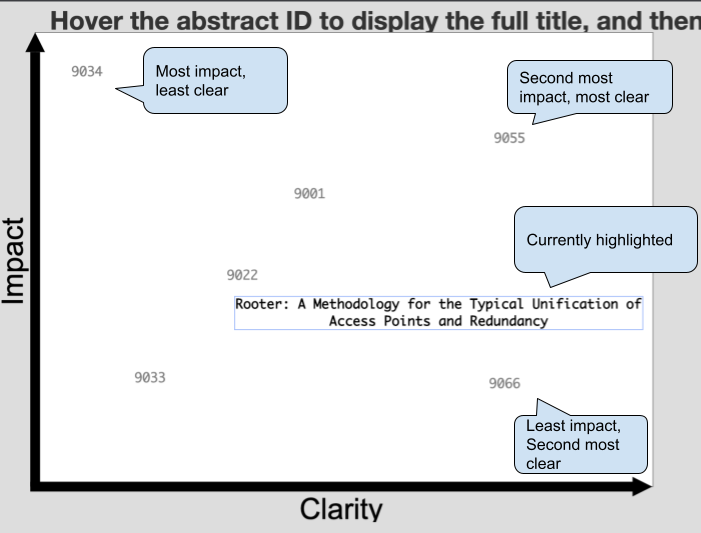 Hover the abstract ID to display the full title, and then
9034
Most impact,
least clear
Second most
impact, most clear
9055
9001
Currently highlighted
Impact
9022
Rooter: A Methodology for the Typical Unification of
Access Points and Redundancy
9033
9066
Least impact,
Second most
clear
Clarity